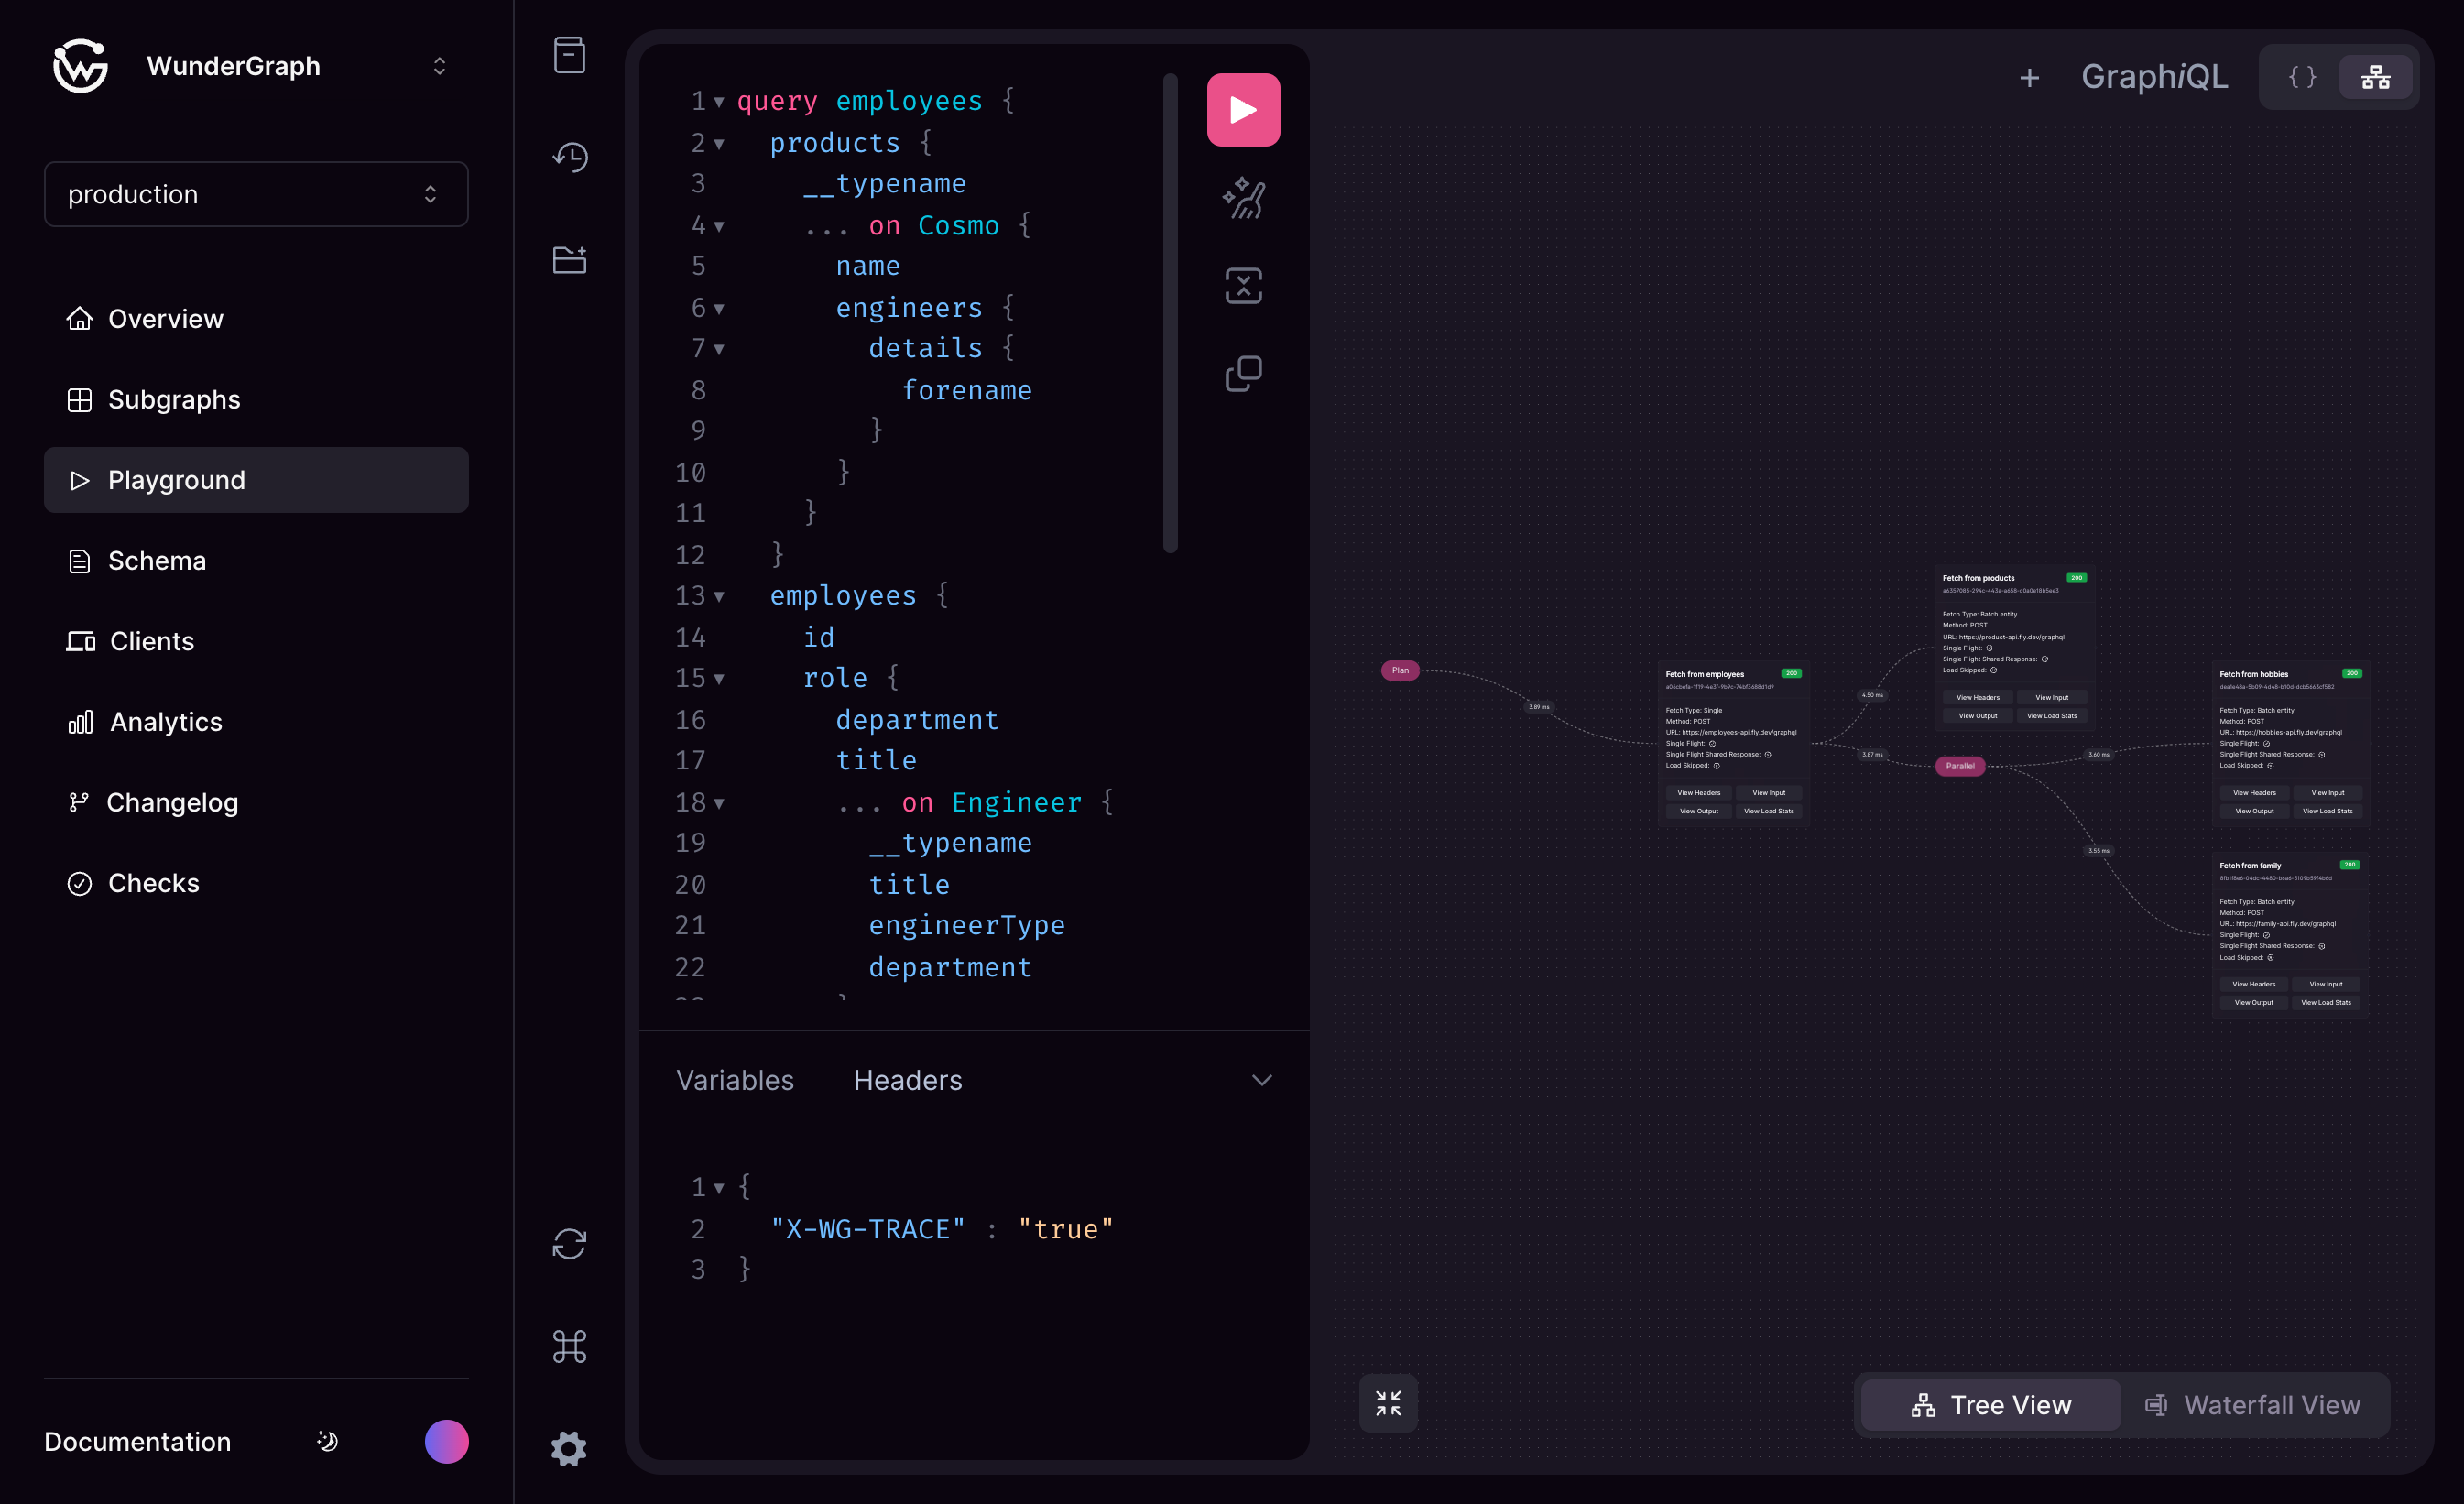 WunderGraph
production
Overview
Subgraphs
Playground
Schema
Clients
Analytics
Changelog
Checks
Documentation
1 query employees {
2 products {
3 __typename
4 ... on Cosmo {
5 name
6 engineers {
7 details {
8 forename
9 }
10 }
11 }
12 }
13 employees {
14 id
15 role {
16 department
17 title
18 ... on Engineer {
19 __typename
20 title
21 engineerType
22 department
Variables Headers
1 {
2 "X-WG-TRACE" : "true"
3 }
+ GraphiQL { }
Plan
3.89 ms
Fetch from employees 200
Fetch Type: Single
Method: POST
URL: https://employees-api.fly.dev/graphql
Single Flight:
Single Flight Shared Response:
Load Skipped:
View Headers View Input
View Output View Load Stats
4.50 ms
3.87 ms
Fetch from products 200
Fetch Type: Batch entity
Method: POST
URL: https://product-api.fly.dev/graphql
Single Flight:
Single Flight Shared Response:
Load Skipped:
View Headers View Input
View Output View Load Stats
Parallel
3.60 ms
3.55 ms
Fetch from hobbies 200
Fetch Type: Batch entity
Method: POST
URL: https://hobbies-api.fly.dev/graphql
Single Flight:
Single Flight Shared Response:
Load Skipped:
View Headers View Input
View Output View Load Stats
Fetch from family 200
Fetch Type: Batch entity
Method: POST
URL: https://family-api.fly.dev/graphql
Single Flight:
Single Flight Shared Response:
Load Skipped:
View Headers View Input
View Output View Load Stats
Tree View
Waterfall View